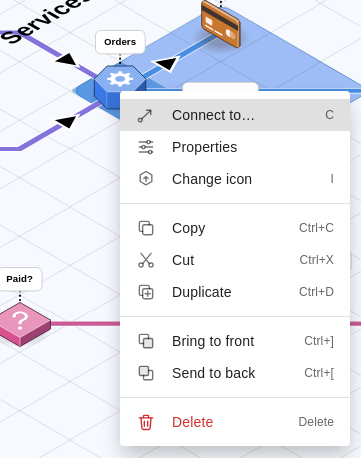 Services
Orders
Connect to… C
Properties
Change icon I
Copy Ctrl+C
Cut Ctrl+X
Duplicate Ctrl+D
Paid?
?
Bring to front Ctrl+]
Send to back Ctrl+[
Delete Delete